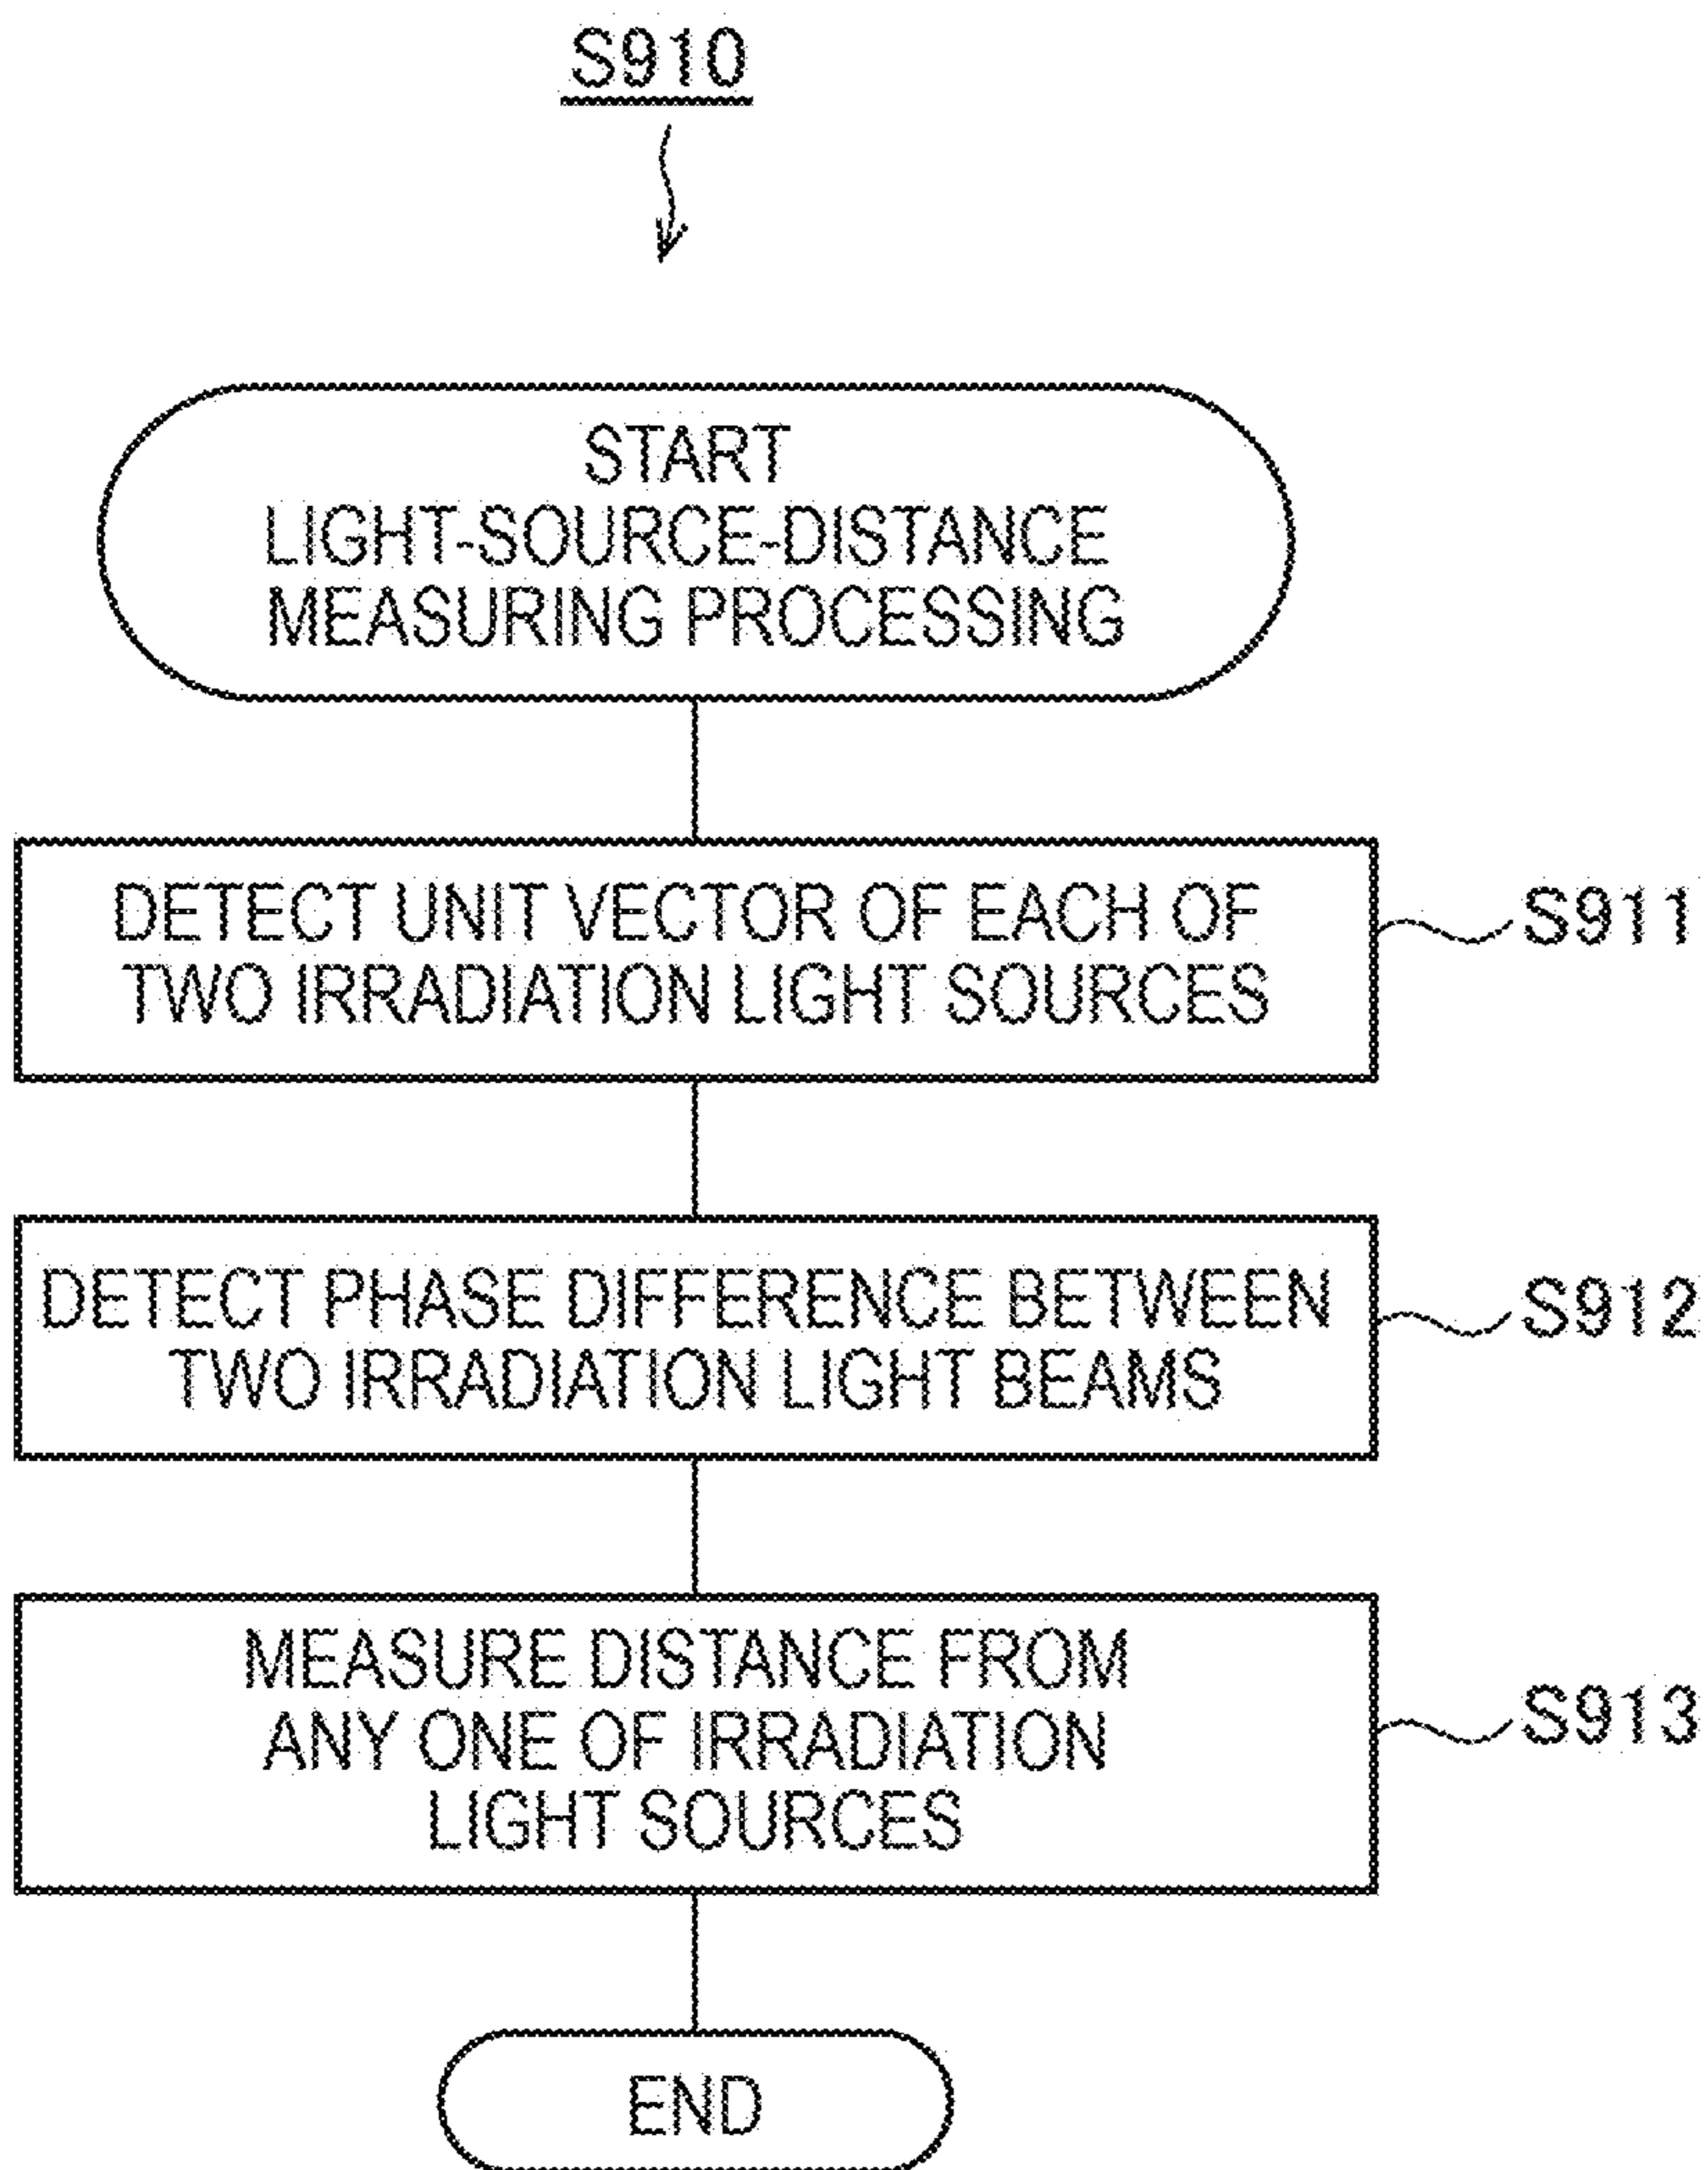 S910
START
LIGHT-SOURCE-DISTANCE
MEASURING PROCESSING
DETECT UNIT VECTOR OF EACH OF
TWO IRRADIATION LIGHT SOURCES
S911
DETECT PHASE DIFFERENCE BETWEEN
TWO IRRADIATION LIGHT BEAMS
S912
MEASURE DISTANCE FROM
ANY ONE OF IRRADIATION
LIGHT SOURCES
S913
END